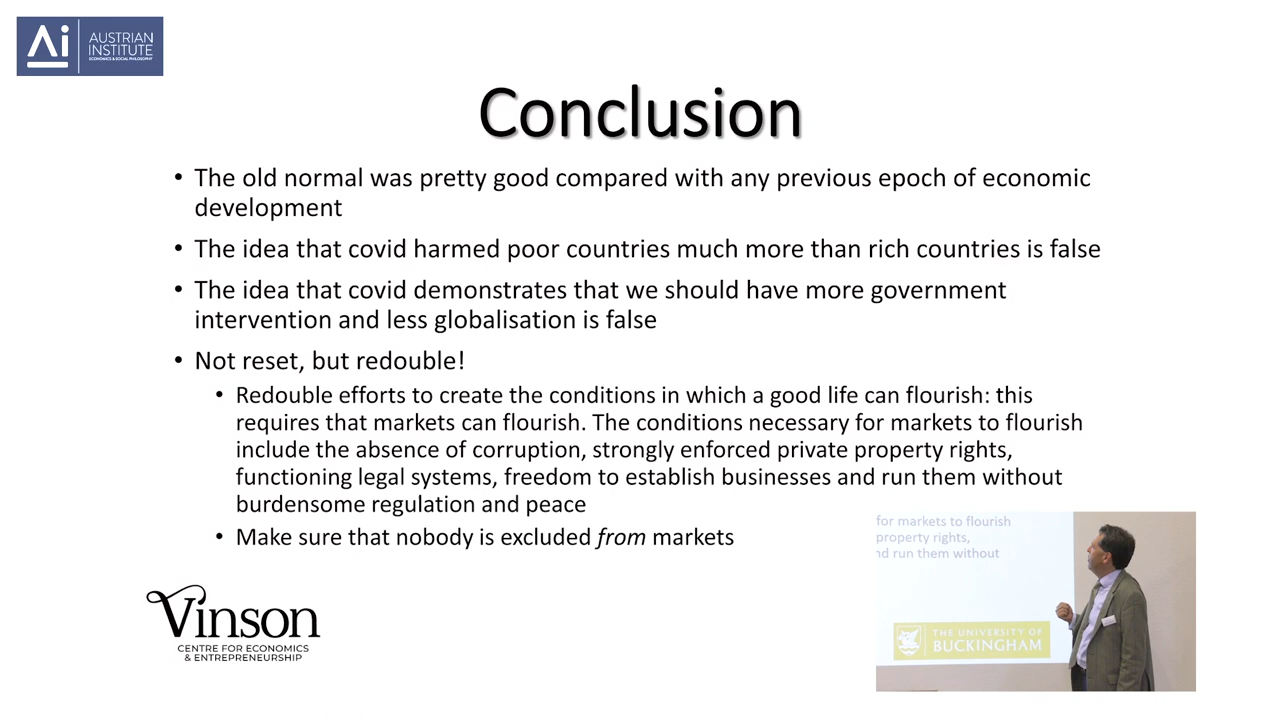 AUSTRIAN
INSTITUTE
ECONOMICS & SOCIAL PHILOSOPHY
Conclusion
• The old normal was pretty good compared with any previous epoch of economic
development
• The idea that covid harmed poor countries much more than rich countries is false
• The idea that covid demonstrates that we should have more government
intervention and less globalisation is false
• Not reset, but redouble!
• Redouble efforts to create the conditions in which a good life can flourish: this
requires that markets can flourish. The conditions necessary for markets to flourish
include the absence of corruption, strongly enforced private property rights,
functioning legal systems, freedom to establish businesses and run them without
burdensome regulation and peace
• Make sure that nobody is excluded from markets
for markets to flourish
property rights,
nd run them without
THE UNIVERSITY OF
BUCKINGHAM
Vinson
CENTRE FOR ECONOMICS
& ENTREPRENEURSHIP